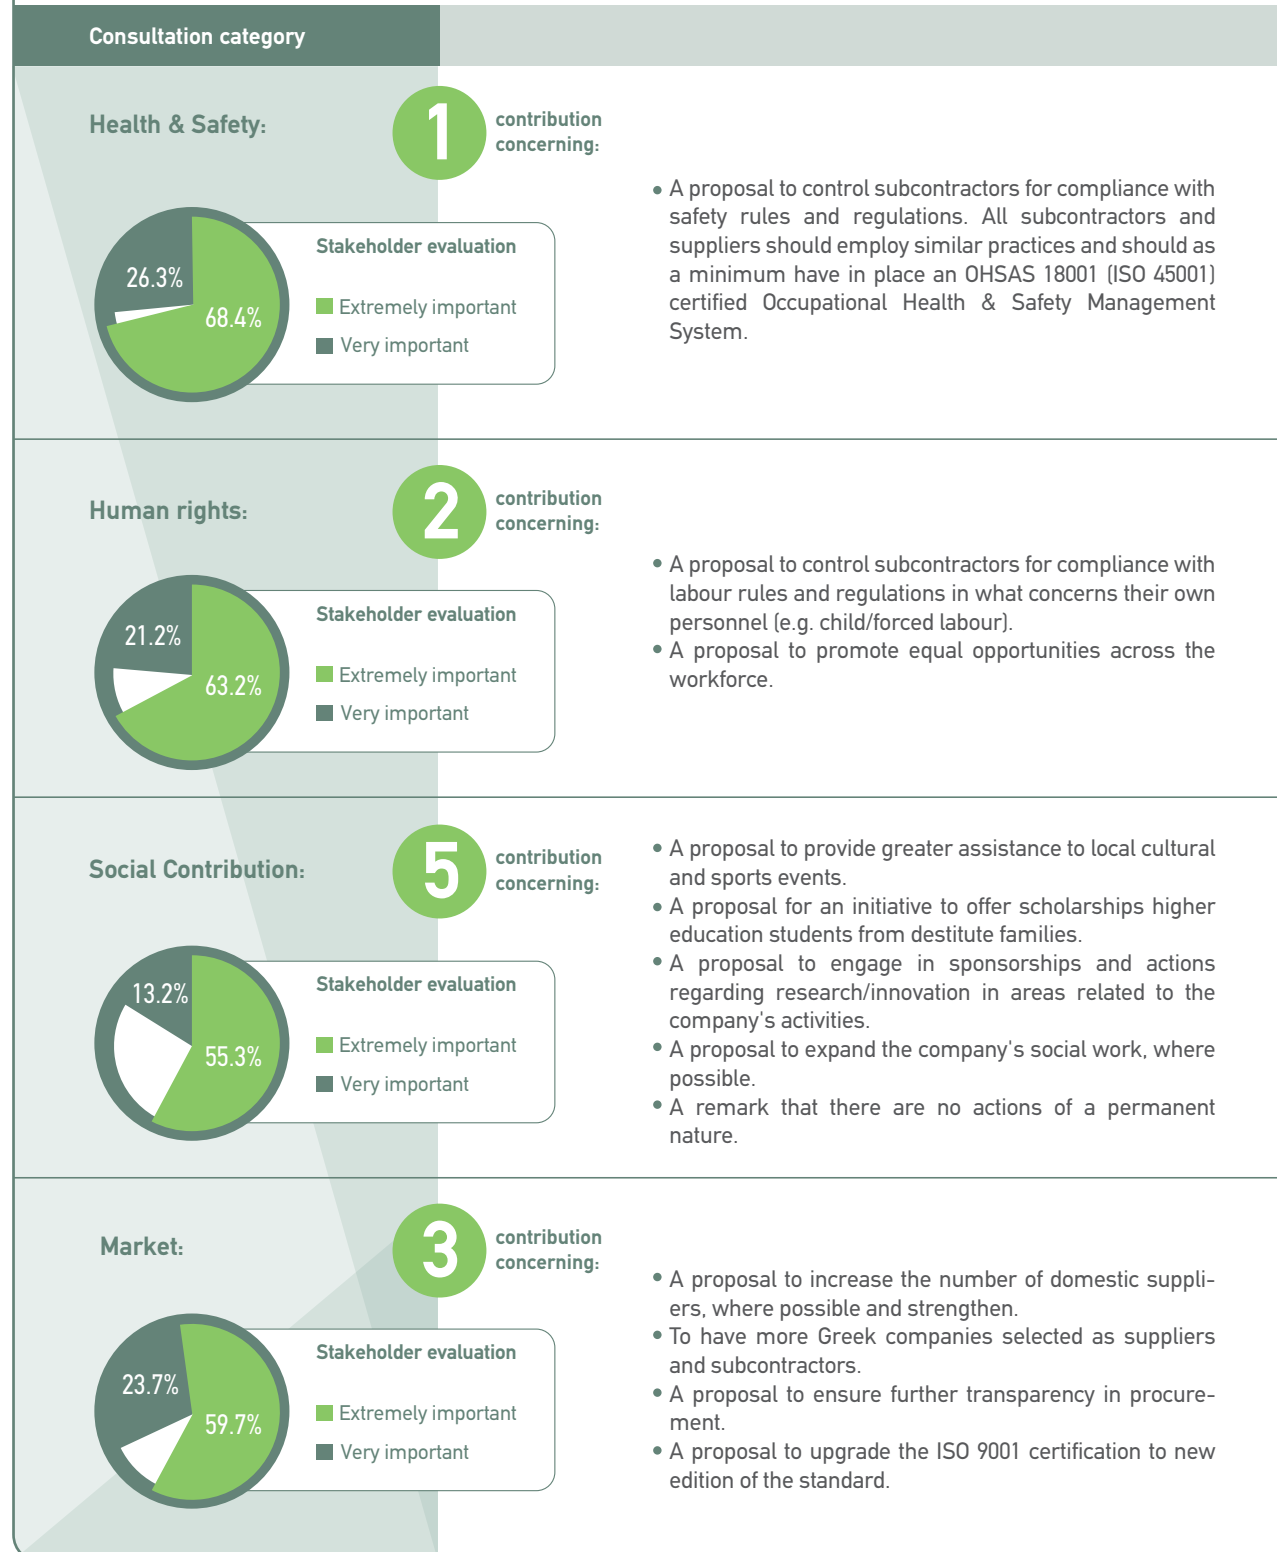 Consultation category
Health & Safety:
1
contribution
concerning:
26.3%
68.4%
Stakeholder evaluation
Extremely important
Very important
• A proposal to control subcontractors for compliance with
safety rules and regulations. All subcontractors and
suppliers should employ similar practices and should as
a minimum have in place an OHSAS 18001 (ISO 45001)
certified Occupational Health & Safety Management
System.
Human rights:
2
contribution
concerning:
21.2%
63.2%
Stakeholder evaluation
Extremely important
Very important
• A proposal to control subcontractors for compliance with
labour rules and regulations in what concerns their own
personnel (e.g. child/forced labour).
• A proposal to promote equal opportunities across the
workforce.
Social Contribution:
5
contribution
concerning:
13.2%
55.3%
Stakeholder evaluation
Extremely important
Very important
• A proposal to provide greater assistance to local cultural
and sports events.
• A proposal for an initiative to offer scholarships higher
education students from destitute families.
• A proposal to engage in sponsorships and actions
regarding research/innovation in areas related to the
company's activities.
• A proposal to expand the company's social work, where
possible.
• A remark that there are no actions of a permanent
nature.
Market:
3
contribution
concerning:
23.7%
59.7%
Stakeholder evaluation
Extremely important
Very important
• A proposal to increase the number of domestic suppli-
ers, where possible and strengthen.
• To have more Greek companies selected as suppliers
and subcontractors.
• A proposal to ensure further transparency in procure-
ment.
• A proposal to upgrade the ISO 9001 certification to new
edition of the standard.